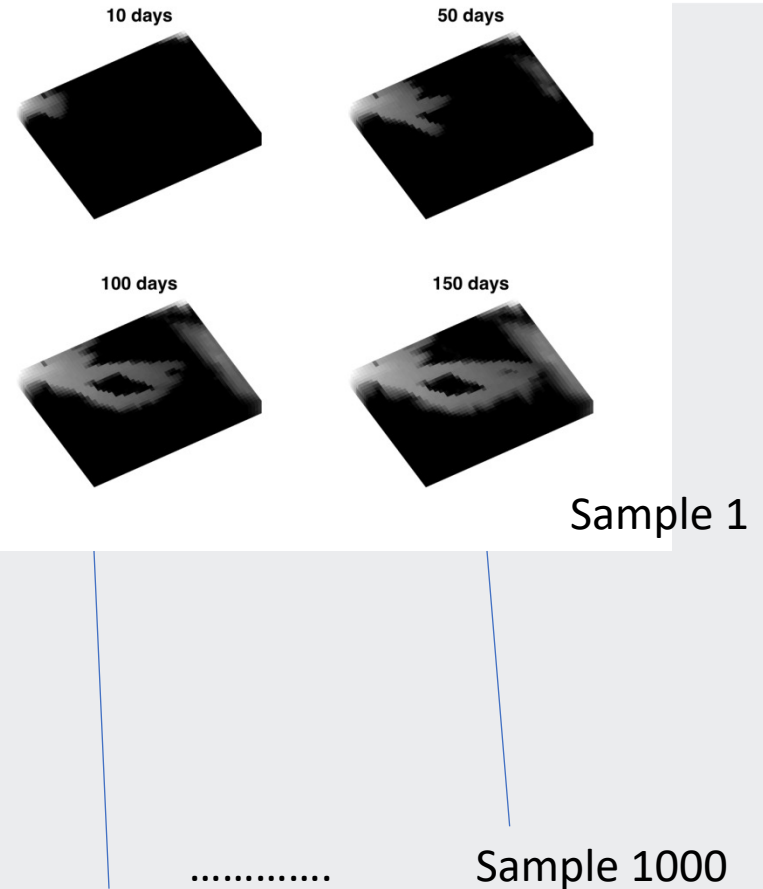 10 days
50 days
100 days
150 days
Sample 1
............. Sample 1000